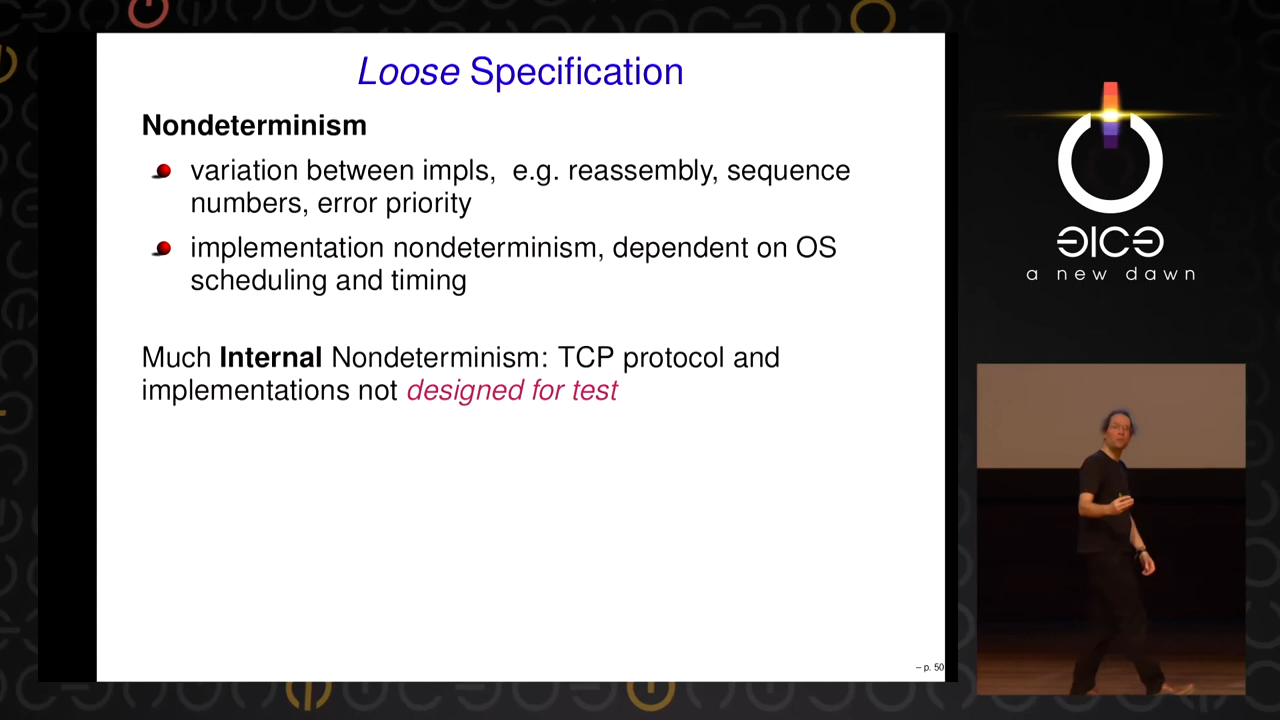 Loose Specification
Nondeterminism
variation between impls, e.g. reassembly, sequence
numbers, error priority
implementation nondeterminism, dependent on OS
scheduling and timing
Much Internal Nondeterminism: TCP protocol and
implementations not designed for test
– p. 50
a new dawn